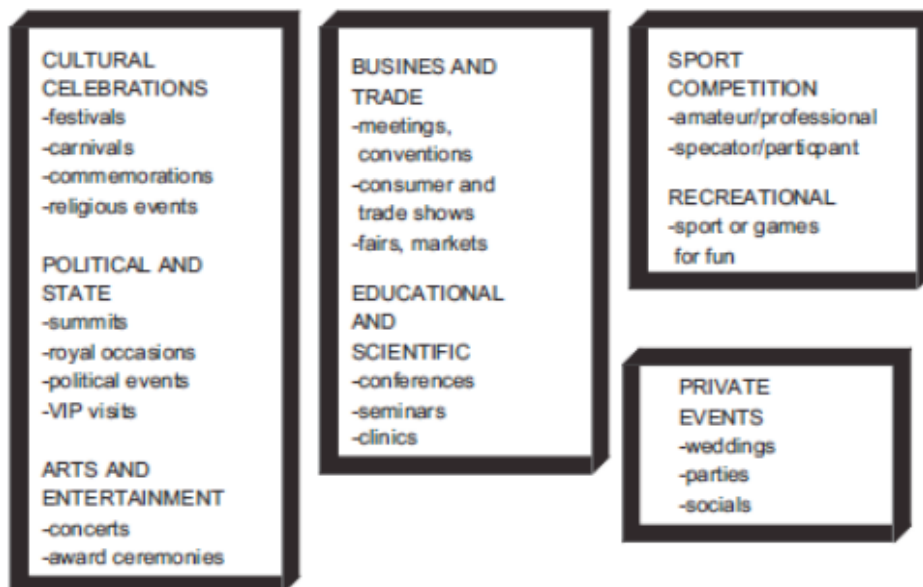 CULTURAL
CELEBRATIONS
-festivals
-carnivals
-commemorations
-religious events
POLITICAL AND
STATE
-summits
-royal occasions
-political events
-VIP visits
ARTS AND
ENTERTAINMENT
-concerts
-award ceremonies
BUSINES AND
TRADE
-meetings,
conventions
-consumer and
trade shows
-fairs, markets
EDUCATIONAL
AND
SCIENTIFIC
-conferences
-seminars
-clinics
SPORT
COMPETITION
-amateur/professional
-specator/particpant
RECREATIONAL
-sport or games
for fun
PRIVATE
EVENTS
-weddings
-parties
-socials